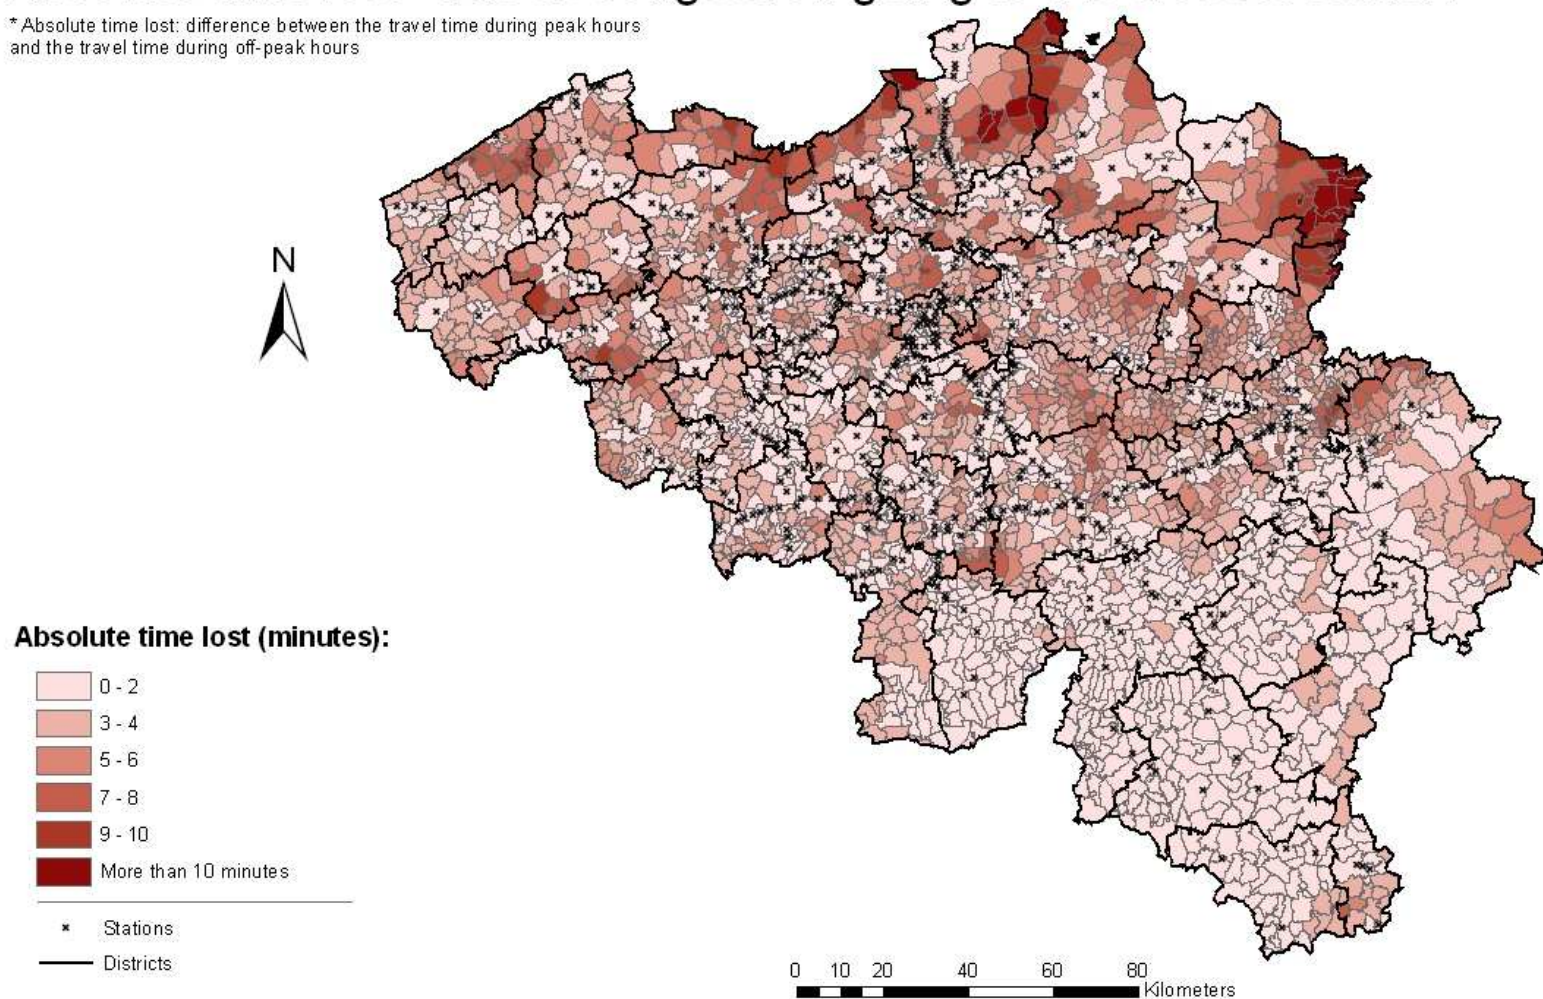 * Absolute time lost: difference between the travel time during peak hours
and the travel time during off-peak hours
N
Absolute time lost (minutes):
0 - 2
3 - 4
5 - 6
7 - 8
9 - 10
More than 10 minutes
Stations
Districts
0 10 20 40 60 80
Kilometers